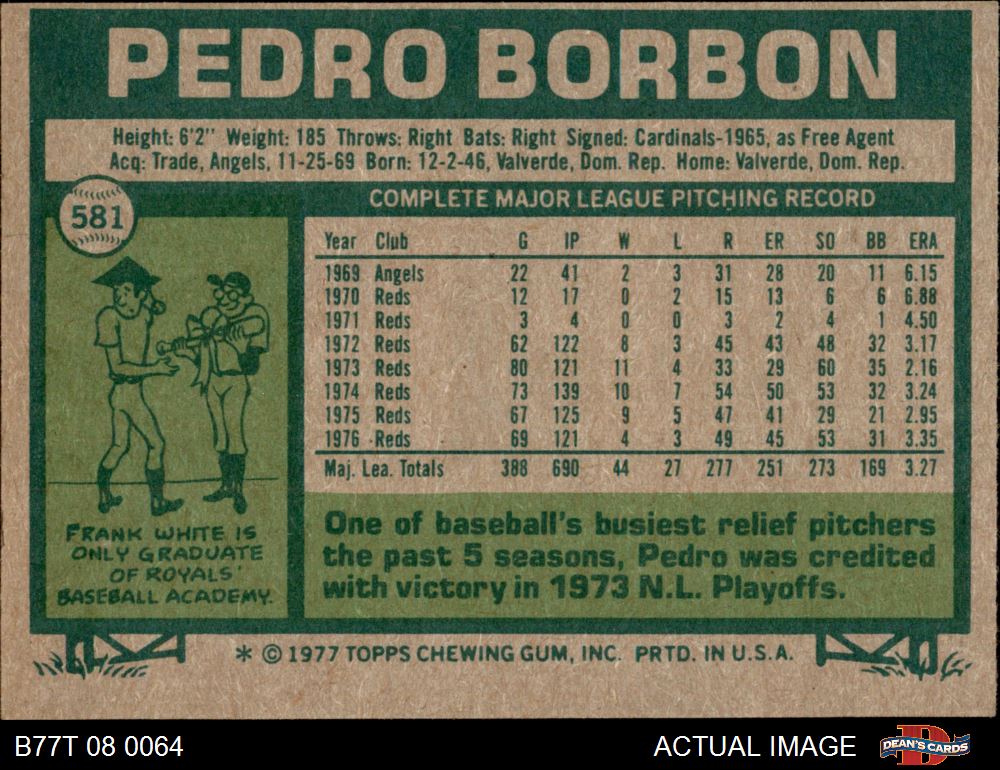 PEDRO BORBON
Height: 6'2" Weight: 185 Throws: Right Bats: Right Signed: Cardinals-1965, as Free Agent
Acq: Trade, Angels, 11-25-69 Born: 12-2-46, Valverde, Dom. Rep. Home: Valverde, Dom. Rep.
581
COMPLETE MAJOR LEAGUE PITCHING RECORD
Year Club G IP W L R ER SO BB ERA
1969 Angels 22 41 2 3 31 28 20 11 6.15
1970 Reds 12 17 0 2 15 13 6 6 6.88
1971 Reds 3 4 0 0 3 2 4 1 4.50
1972 Reds 62 122 8 3 45 43 48 32 3.17
1973 Reds 80 121 11 4 33 29 60 35 2.16
1974 Reds 73 139 10 7 54 50 53 32 3.24
1975 Reds 67 125 9 5 47 41 29 21 2.95
1976 Reds 69 121 4 3 49 45 53 31 3.35
Maj. Lea. Totals 388 690 44 27 277 251 273 169 3.27
FRANK WHITE IS
ONLY GRADUATE
OF ROYALS'
BASEBALL ACADEMY.
One of baseball's busiest relief pitchers
the past 5 seasons, Pedro was credited
with victory in 1973 N.L. Playoffs.
* © 1977 TOPPS CHEWING GUM, INC. PRTD. IN U.S.A.
B77T 08 0064
ACTUAL IMAGE
DEAN'S CARDS